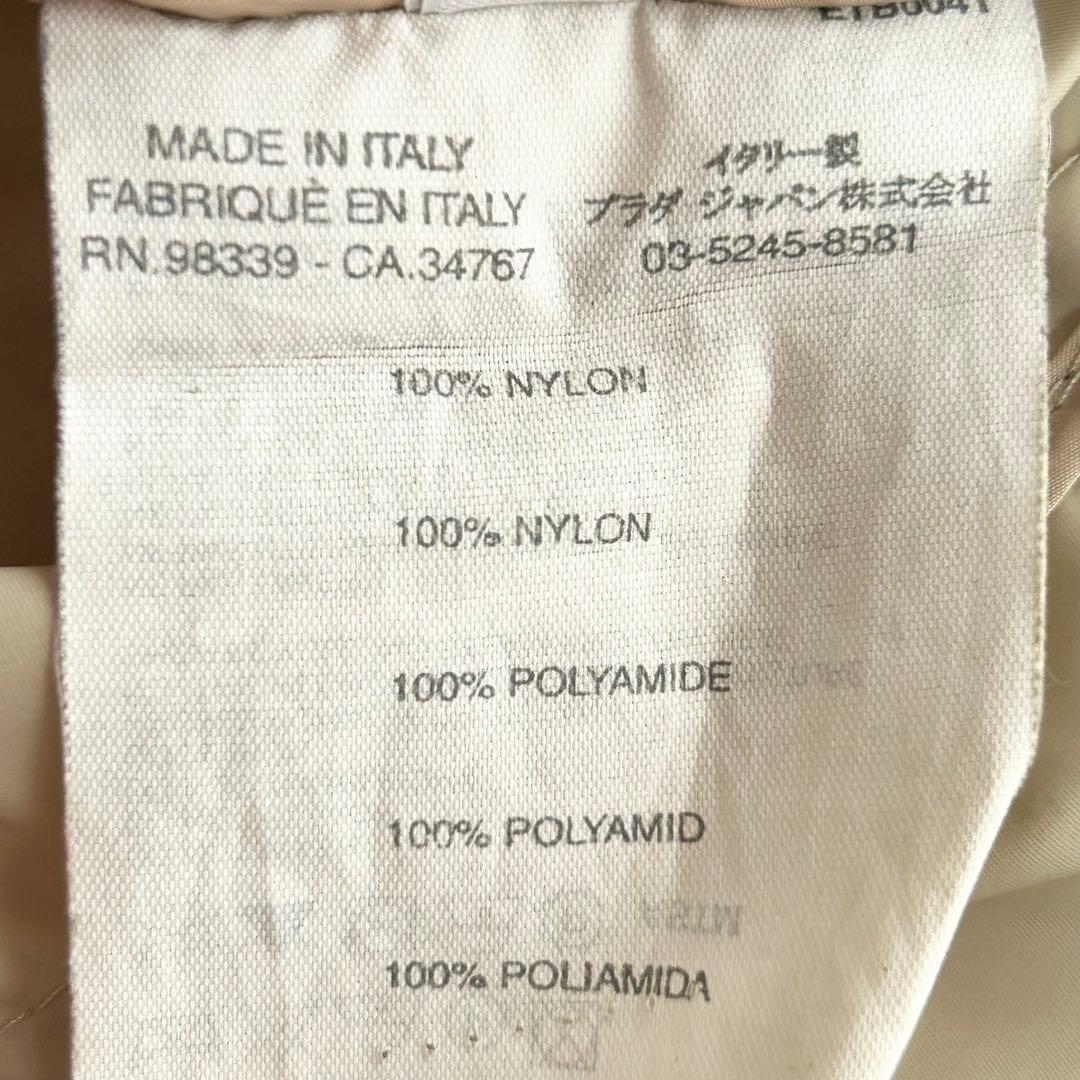 MADE IN ITALY
FABRIQUÈ EN ITALY
RN.98339 - CA.34767
イタリー製
プラダ ジャパン株式会社
03-5245-8581
100% NYLON
100% NYLON
100% POLYAMIDE
100% POLYAMID
100% POLIAMIDA